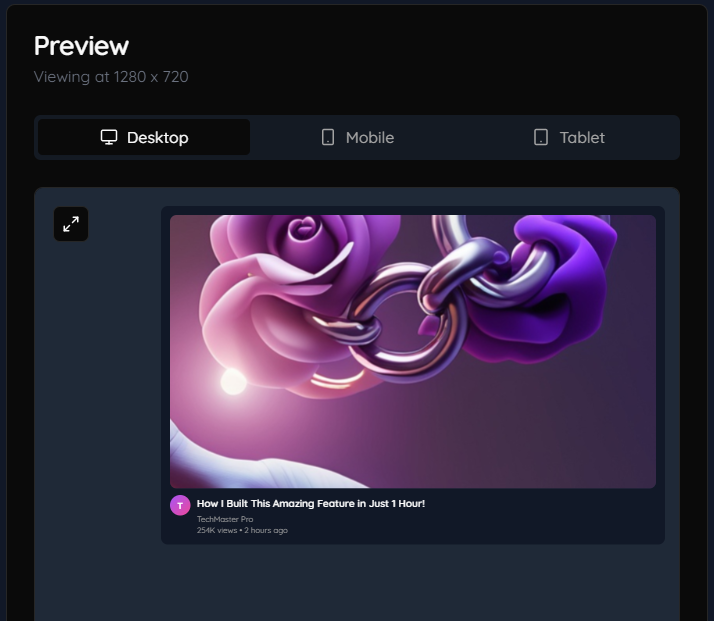 Preview
Viewing at 1280 x 720
Desktop
Mobile
Tablet
T
How I Built This Amazing Feature in Just 1 Hour!
TechMaster Pro
254K views • 2 hours ago